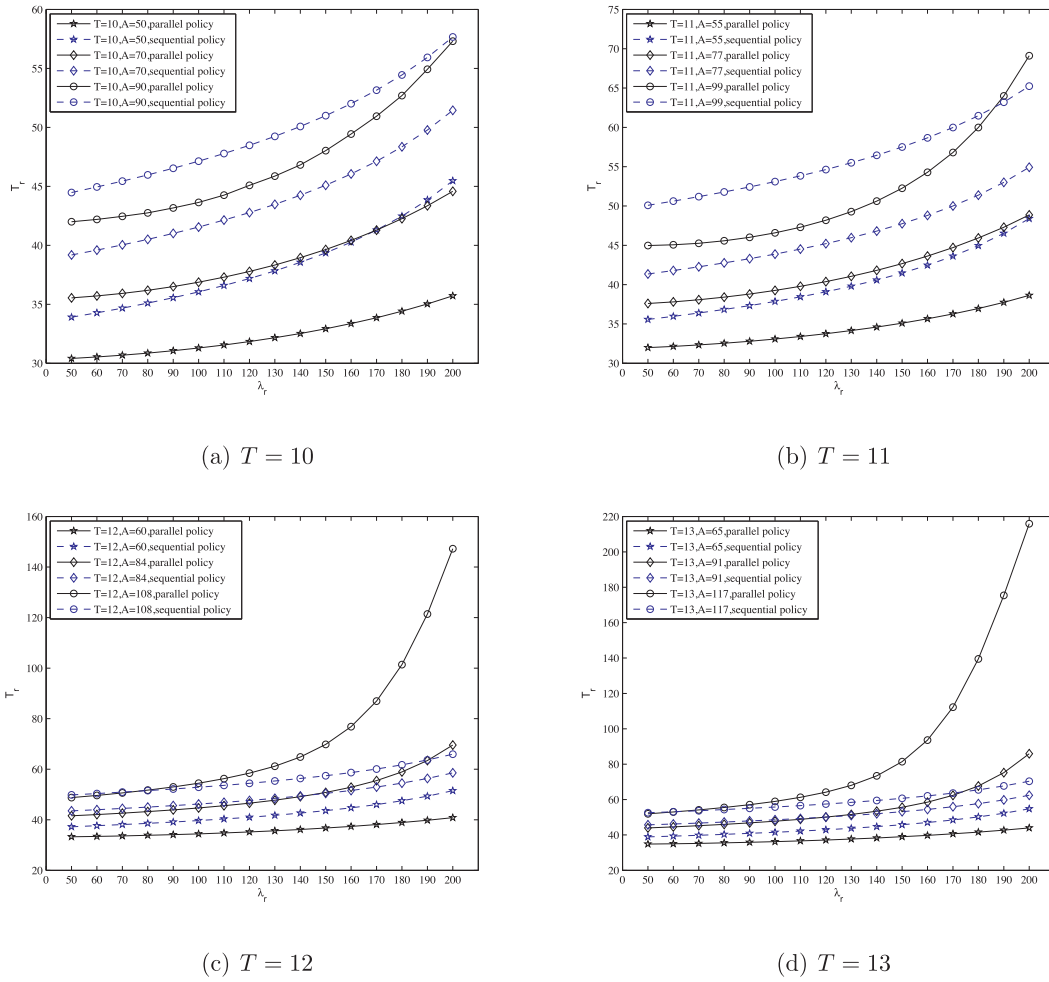 60
55
50
45
40
35
30
T_r
0 50 60 70 80 90 100 110 120 130 140 150 160 170 180 190 200
λ_r
T=10,A=50,parallel policy
T=10,A=50,sequential policy
T=10,A=70,parallel policy
T=10,A=70,sequential policy
T=10,A=90,parallel policy
T=10,A=90,sequential policy
(a) T = 10
75
70
65
60
55
50
45
40
35
30
T_r
0 50 60 70 80 90 100 110 120 130 140 150 160 170 180 190 200
λ_r
T=11,A=55,parallel policy
T=11,A=55,sequential policy
T=11,A=77,parallel policy
T=11,A=77,sequential policy
T=11,A=99,parallel policy
T=11,A=99,sequential policy
(b) T = 11
160
140
120
100
80
60
40
20
T_r
0 50 60 70 80 90 100 110 120 130 140 150 160 170 180 190 200
λ_r
T=12,A=60,parallel policy
T=12,A=60,sequential policy
T=12,A=84,parallel policy
T=12,A=84,sequential policy
T=12,A=108,parallel policy
T=12,A=108,sequential policy
(c) T = 12
220
200
180
160
140
120
100
80
60
40
20
T_r
0 50 60 70 80 90 100 110 120 130 140 150 160 170 180 190 200
λ_r
T=13,A=65,parallel policy
T=13,A=65,sequential policy
T=13,A=91,parallel policy
T=13,A=91,sequential policy
T=13,A=117,parallel policy
T=13,A=117,sequential policy
(d) T = 13